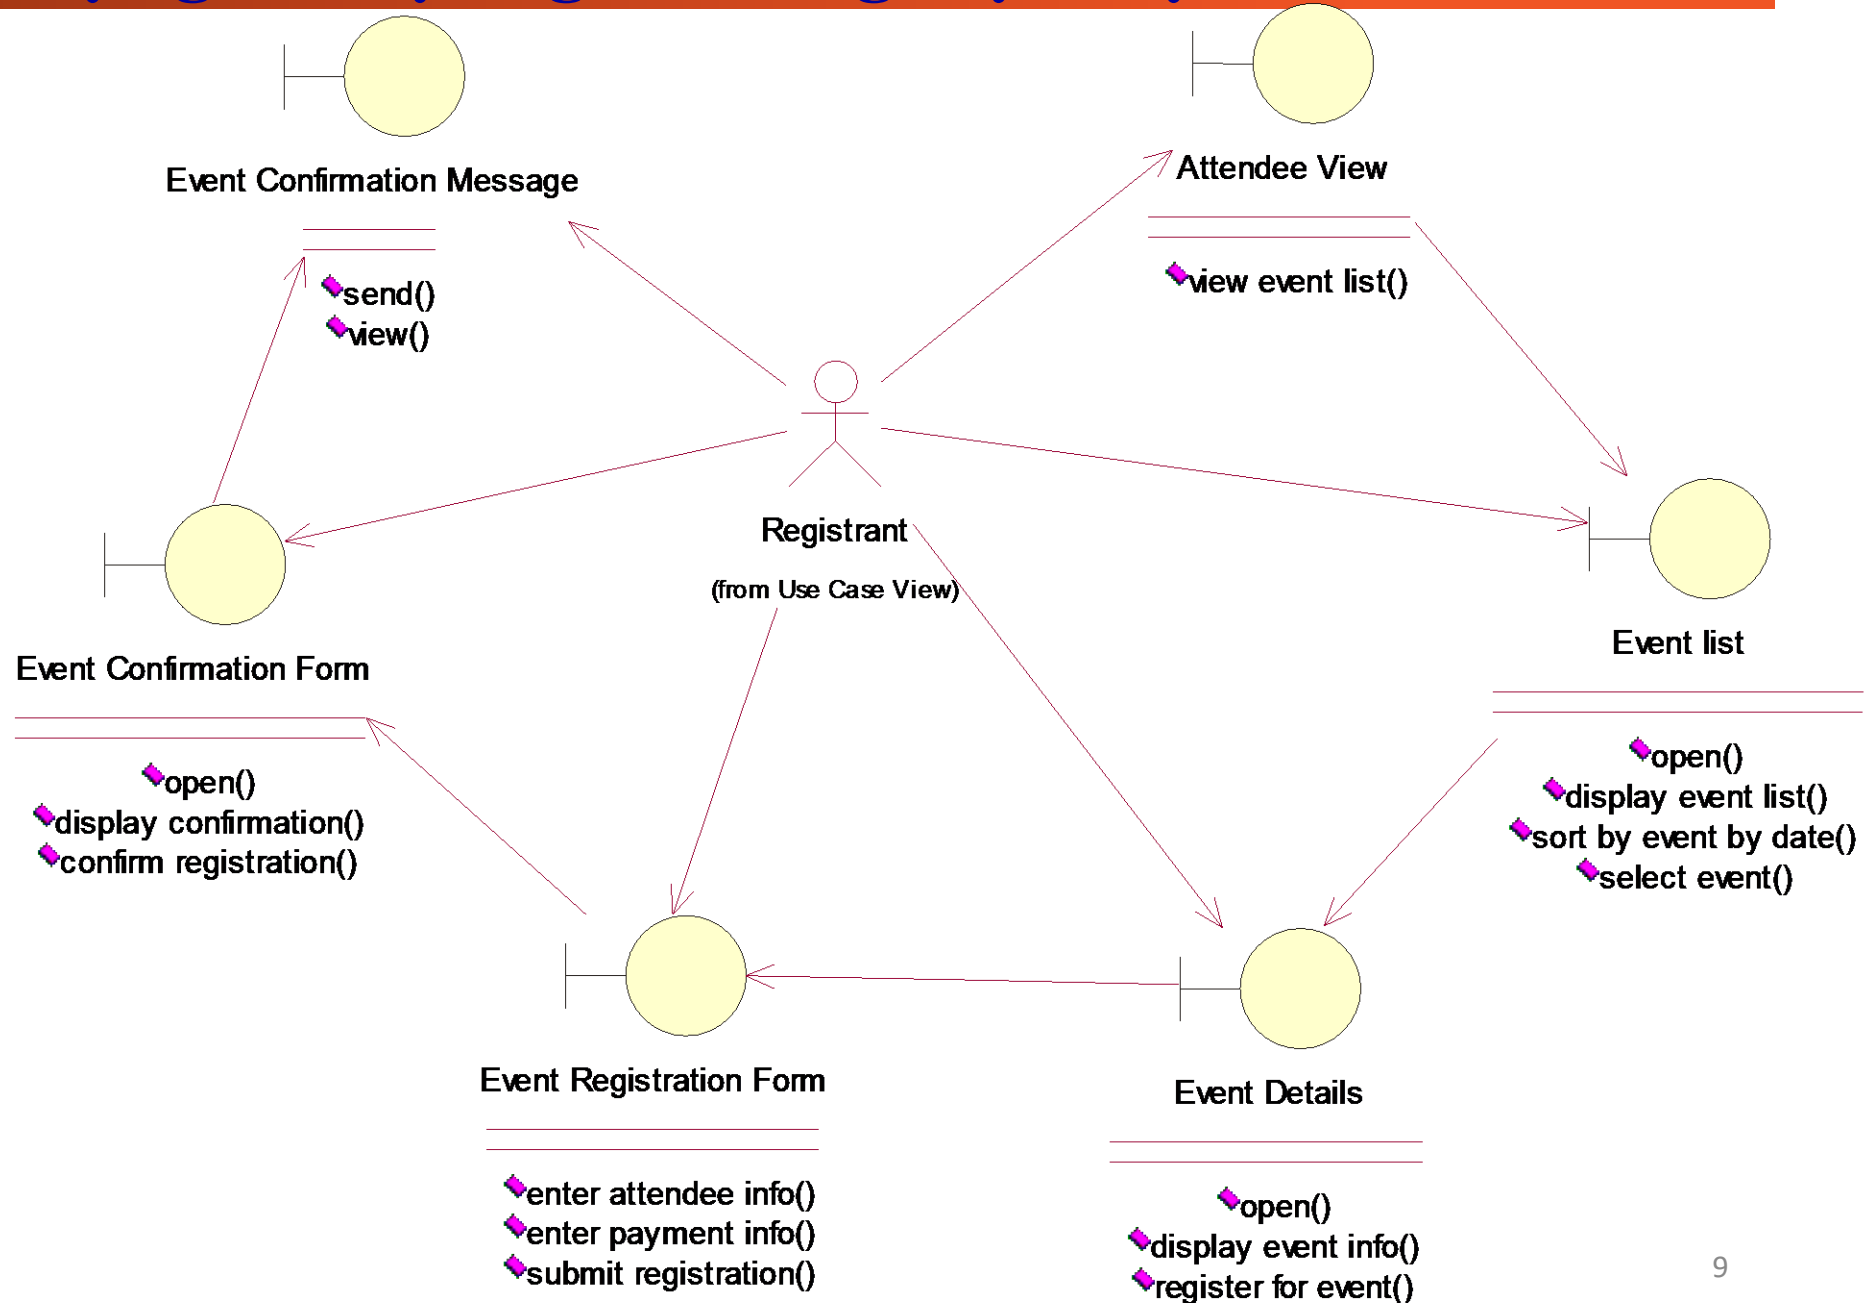 Event Confirmation Message
send()
view()
Attendee View
view event list()
Registrant
(from Use Case View)
Event Confirmation Form
open()
display confirmation()
confirm registration()
Event list
open()
display event list()
sort by event by date()
select event()
Event Registration Form
enter attendee info()
enter payment info()
submit registration()
Event Details
open()
display event info()
register for event()
9